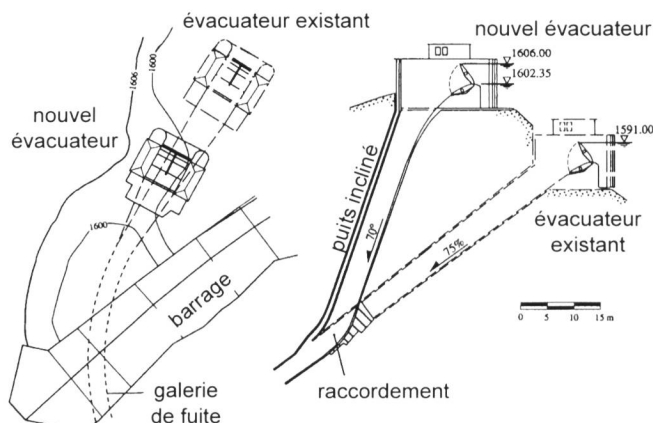 évacuateur existant
1606
1600
nouvel
évacuateur
1600
barrage
galerie
de fuite
nouvel évacuateur
1606.00
1602.35
1591.00
puits incliné
70°
75%
évacuateur
existant
0 5 10 15 m
raccordement